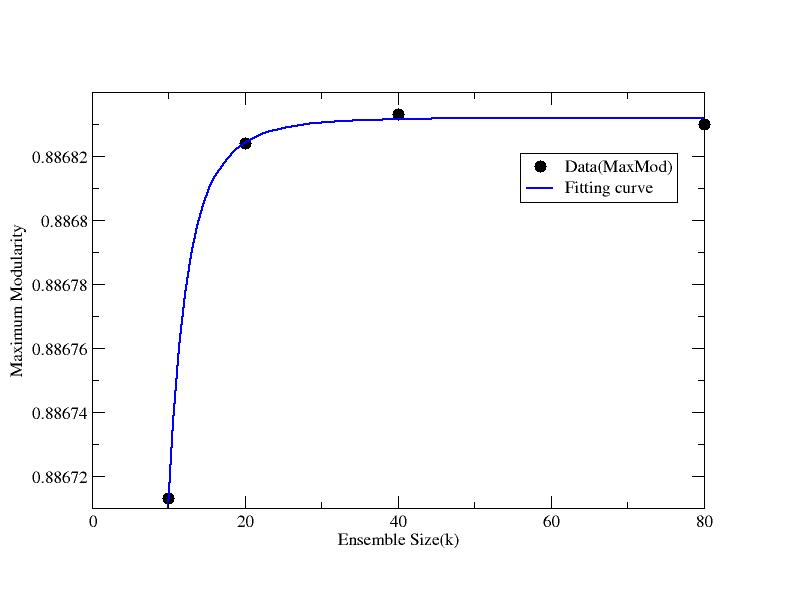 Maximum Modularity
0.88682
0.8868
0.88678
0.88676
0.88674
0.88672
Data(MaxMod)
Fitting curve
0 20 40 60 80
Ensemble Size(k)